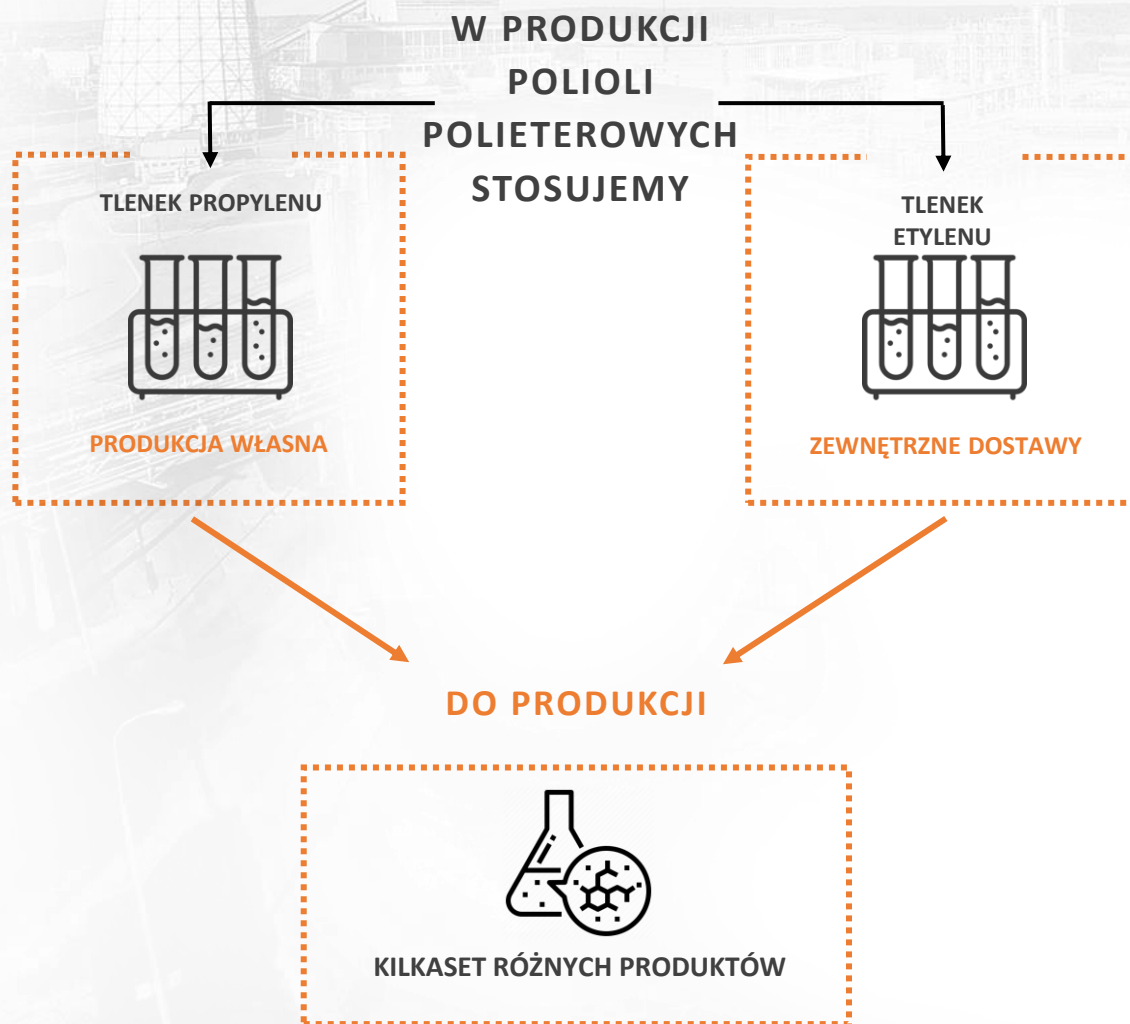 W PRODUKCJI
POLIOLI
POLIETEROWYCH
STOSUJEMY
TLENEK PROPYLENU
PRODUKCJA WŁASNA
TLENEK
ETYLENU
ZEWNĘTRZNE DOSTAWY
DO PRODUKCJI
KILKASET RÓŻNYCH PRODUKTÓW